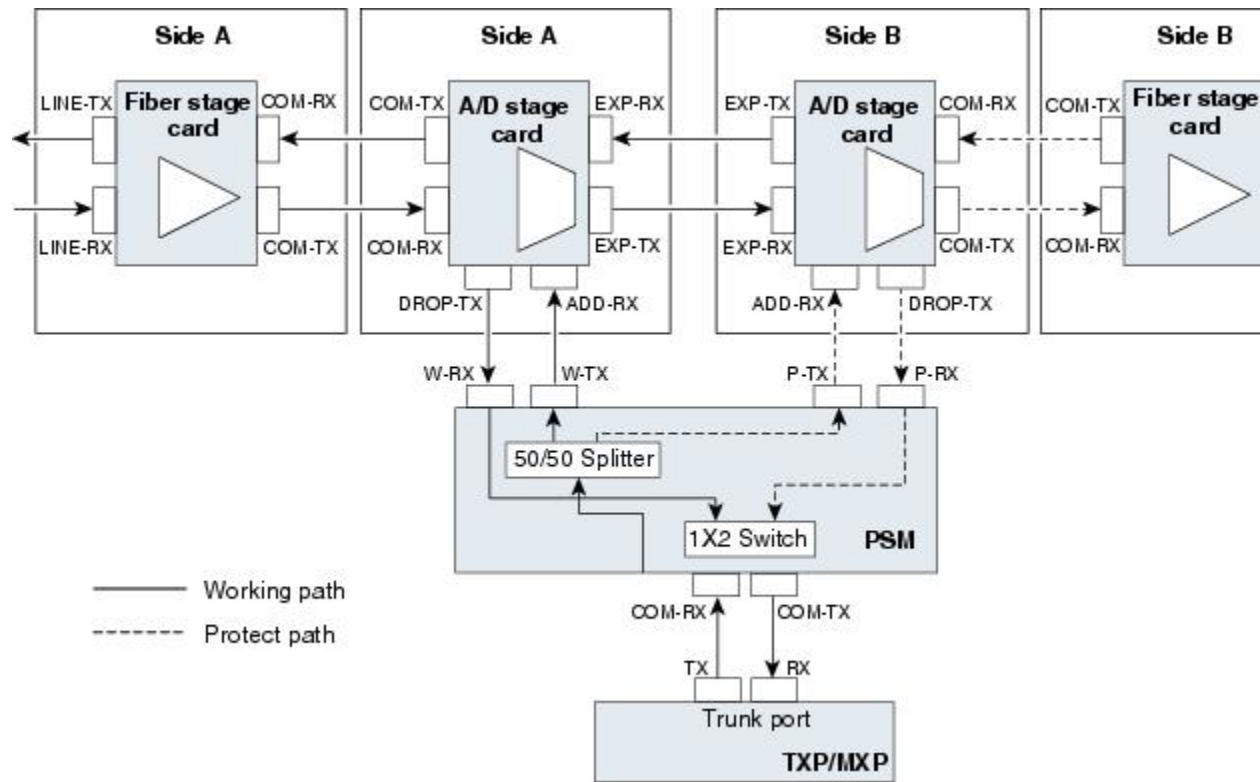 Side A
Side A
Side B
Side B
LINE-TX
Fiber stage
card
COM-RX
COM-TX
A/D stage
card
EXP-RX
EXP-TX
A/D stage
card
COM-RX
COM-TX
Fiber stage
card
LINE-RX
COM-TX
COM-RX
EXP-TX
EXP-RX
COM-TX
COM-RX
DROP-TX
ADD-RX
ADD-RX
DROP-TX
W-RX
W-TX
P-TX
P-RX
50/50 Splitter
1X2 Switch
PSM
Working path
Protect path
COM-RX
COM-TX
TX
RX
Trunk port
TXP/MXP